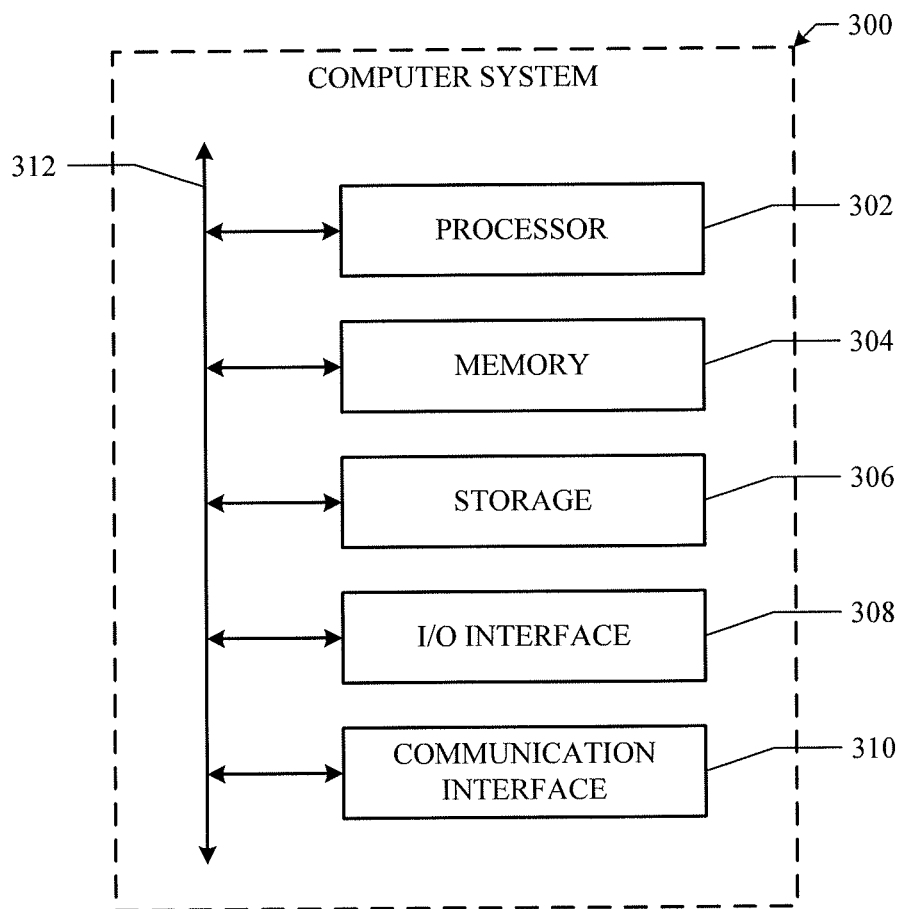 300
COMPUTER SYSTEM
312
PROCESSOR
302
MEMORY
304
STORAGE
306
I/O INTERFACE
308
COMMUNICATION
INTERFACE
310